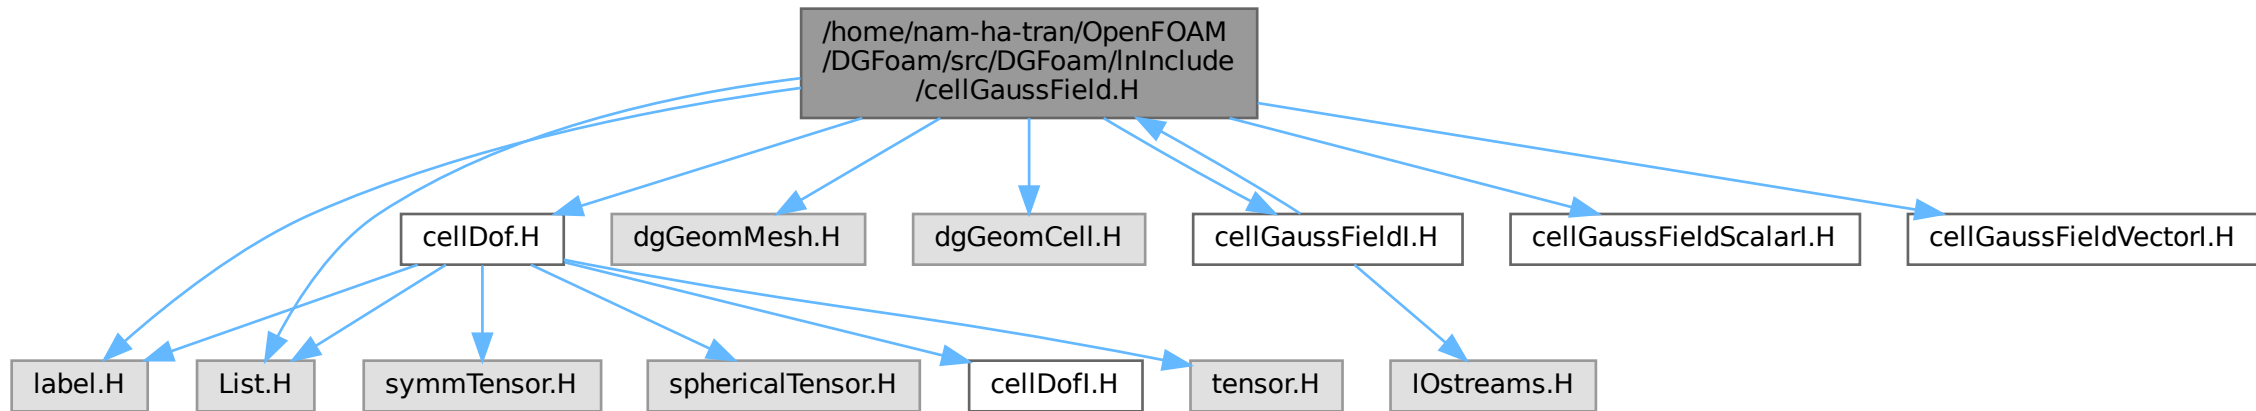 /home/nam-ha-tran/OpenFOAM
/DGFoam/src/DGFoam/lnInclude
/cellGaussField.H
cellDof.H
dgGeomMesh.H
dgGeomCell.H
cellGaussFieldI.H
cellGaussFieldScalarI.H
cellGaussFieldVectorI.H
label.H
List.H
symmTensor.H
sphericalTensor.H
cellDofI.H
tensor.H
IOstreams.H